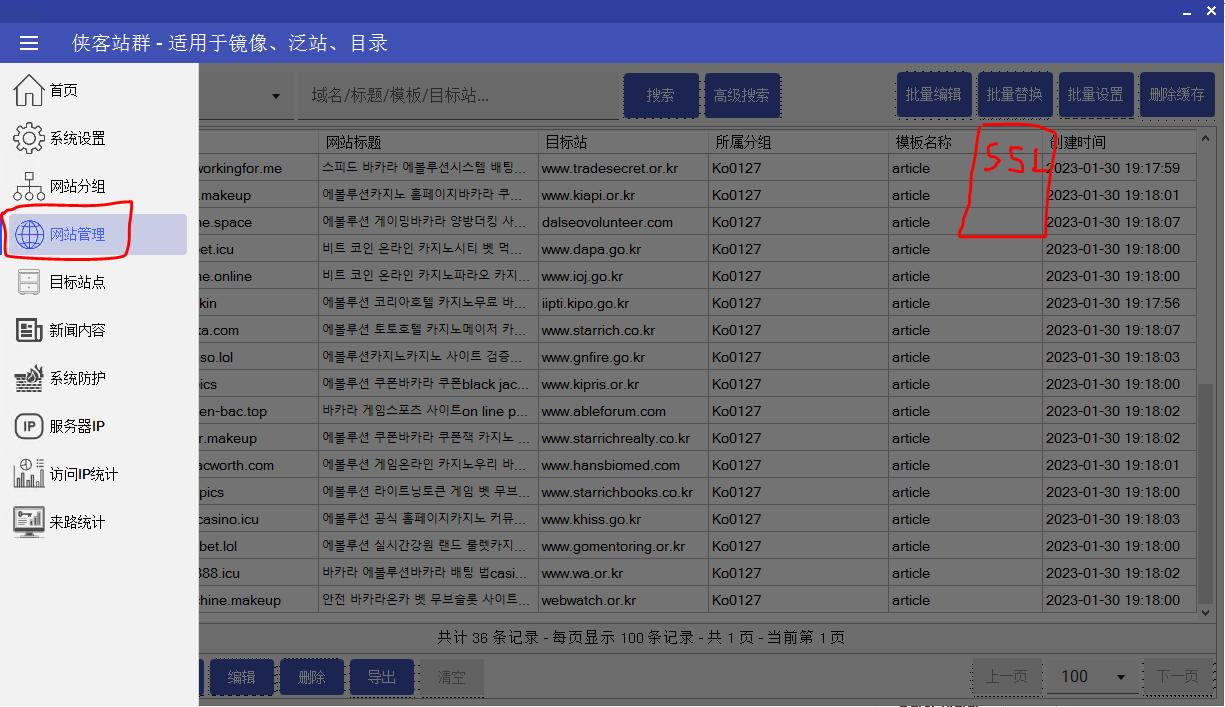 侠客站群 - 适用于镜像、泛站、目录
首页
系统设置
网站分组
网站管理
目标站点
新闻内容
系统防护
IP 服务器IP
访问IP统计
来路统计
域名/标题/模板/目标站... 搜索 高级搜索 批量编辑 批量替换 批量设置 删除缓存
网站标题 目标站 所属分组 模板名称 创建时间
SSL
workingfor.me 스피드 바카라 에볼루션시스템 배팅... www.tradesecret.or.kr Ko0127 article 2023-01-30 19:17:59
.makeup 에볼루션카지노 홈페이지바카라 쿠... www.kiapi.or.kr Ko0127 article 2023-01-30 19:18:01
ne.space 에볼루션 게이밍바카라 양방더킹 사... dalseovolunteer.com Ko0127 article 2023-01-30 19:18:07
bet.icu 비트 코인 온라인 카지노시티 벳 먹... www.dapa.go.kr Ko0127 article 2023-01-30 19:18:00
ne.online 비트 코인 온라인 카지노파라오 카지... www.ioj.go.kr Ko0127 article 2023-01-30 19:18:00
kin 에볼루션 코리아호텔 카지노무료 바... iipti.kipo.go.kr Ko0127 article 2023-01-30 19:17:56
ka.com 에볼루션 토토호텔 카지노메이저 카... www.starrich.co.kr Ko0127 article 2023-01-30 19:18:07
so.lol 에볼루션카지노카지노 사이트 검증... www.gnfire.go.kr Ko0127 article 2023-01-30 19:18:03
ics 에볼루션 쿠폰바카라 쿠폰black jac... www.kipris.or.kr Ko0127 article 2023-01-30 19:18:00
en-bac.top 바카라 게임스포츠 사이트on line p... www.ableforum.com Ko0127 article 2023-01-30 19:18:02
r.makeup 에볼루션 쿠폰바카라 쿠폰잭 카지노 ... www.starrichrealty.co.kr Ko0127 article 2023-01-30 19:18:02
acworth.com 에볼루션 게임온라인 카지노우리 바... www.hansbiomed.com Ko0127 article 2023-01-30 19:18:01
pics 에볼루션 라이트닝토큰 게임 벳 무브... www.starrichbooks.co.kr Ko0127 article 2023-01-30 19:18:00
casino.icu 에볼루션 공식 홈페이지카지노 커뮤... www.khiss.go.kr Ko0127 article 2023-01-30 19:18:03
bet.lol 에볼루션 실시간강원 랜드 룰렛카지... www.gomentoring.or.kr Ko0127 article 2023-01-30 19:18:00
888.icu 바카라 에볼루션바카라 배팅 법casi... www.wa.or.kr Ko0127 article 2023-01-30 19:18:02
hine.makeup 안전 바카라온카 벳 무브슬롯 사이트... webwatch.or.kr Ko0127 article 2023-01-30 19:18:00
共计 36 条记录 - 每页显示 100 条记录 - 共 1 页 - 当前第 1 页
编辑 删除 导出 清空 上一页 100 下一页